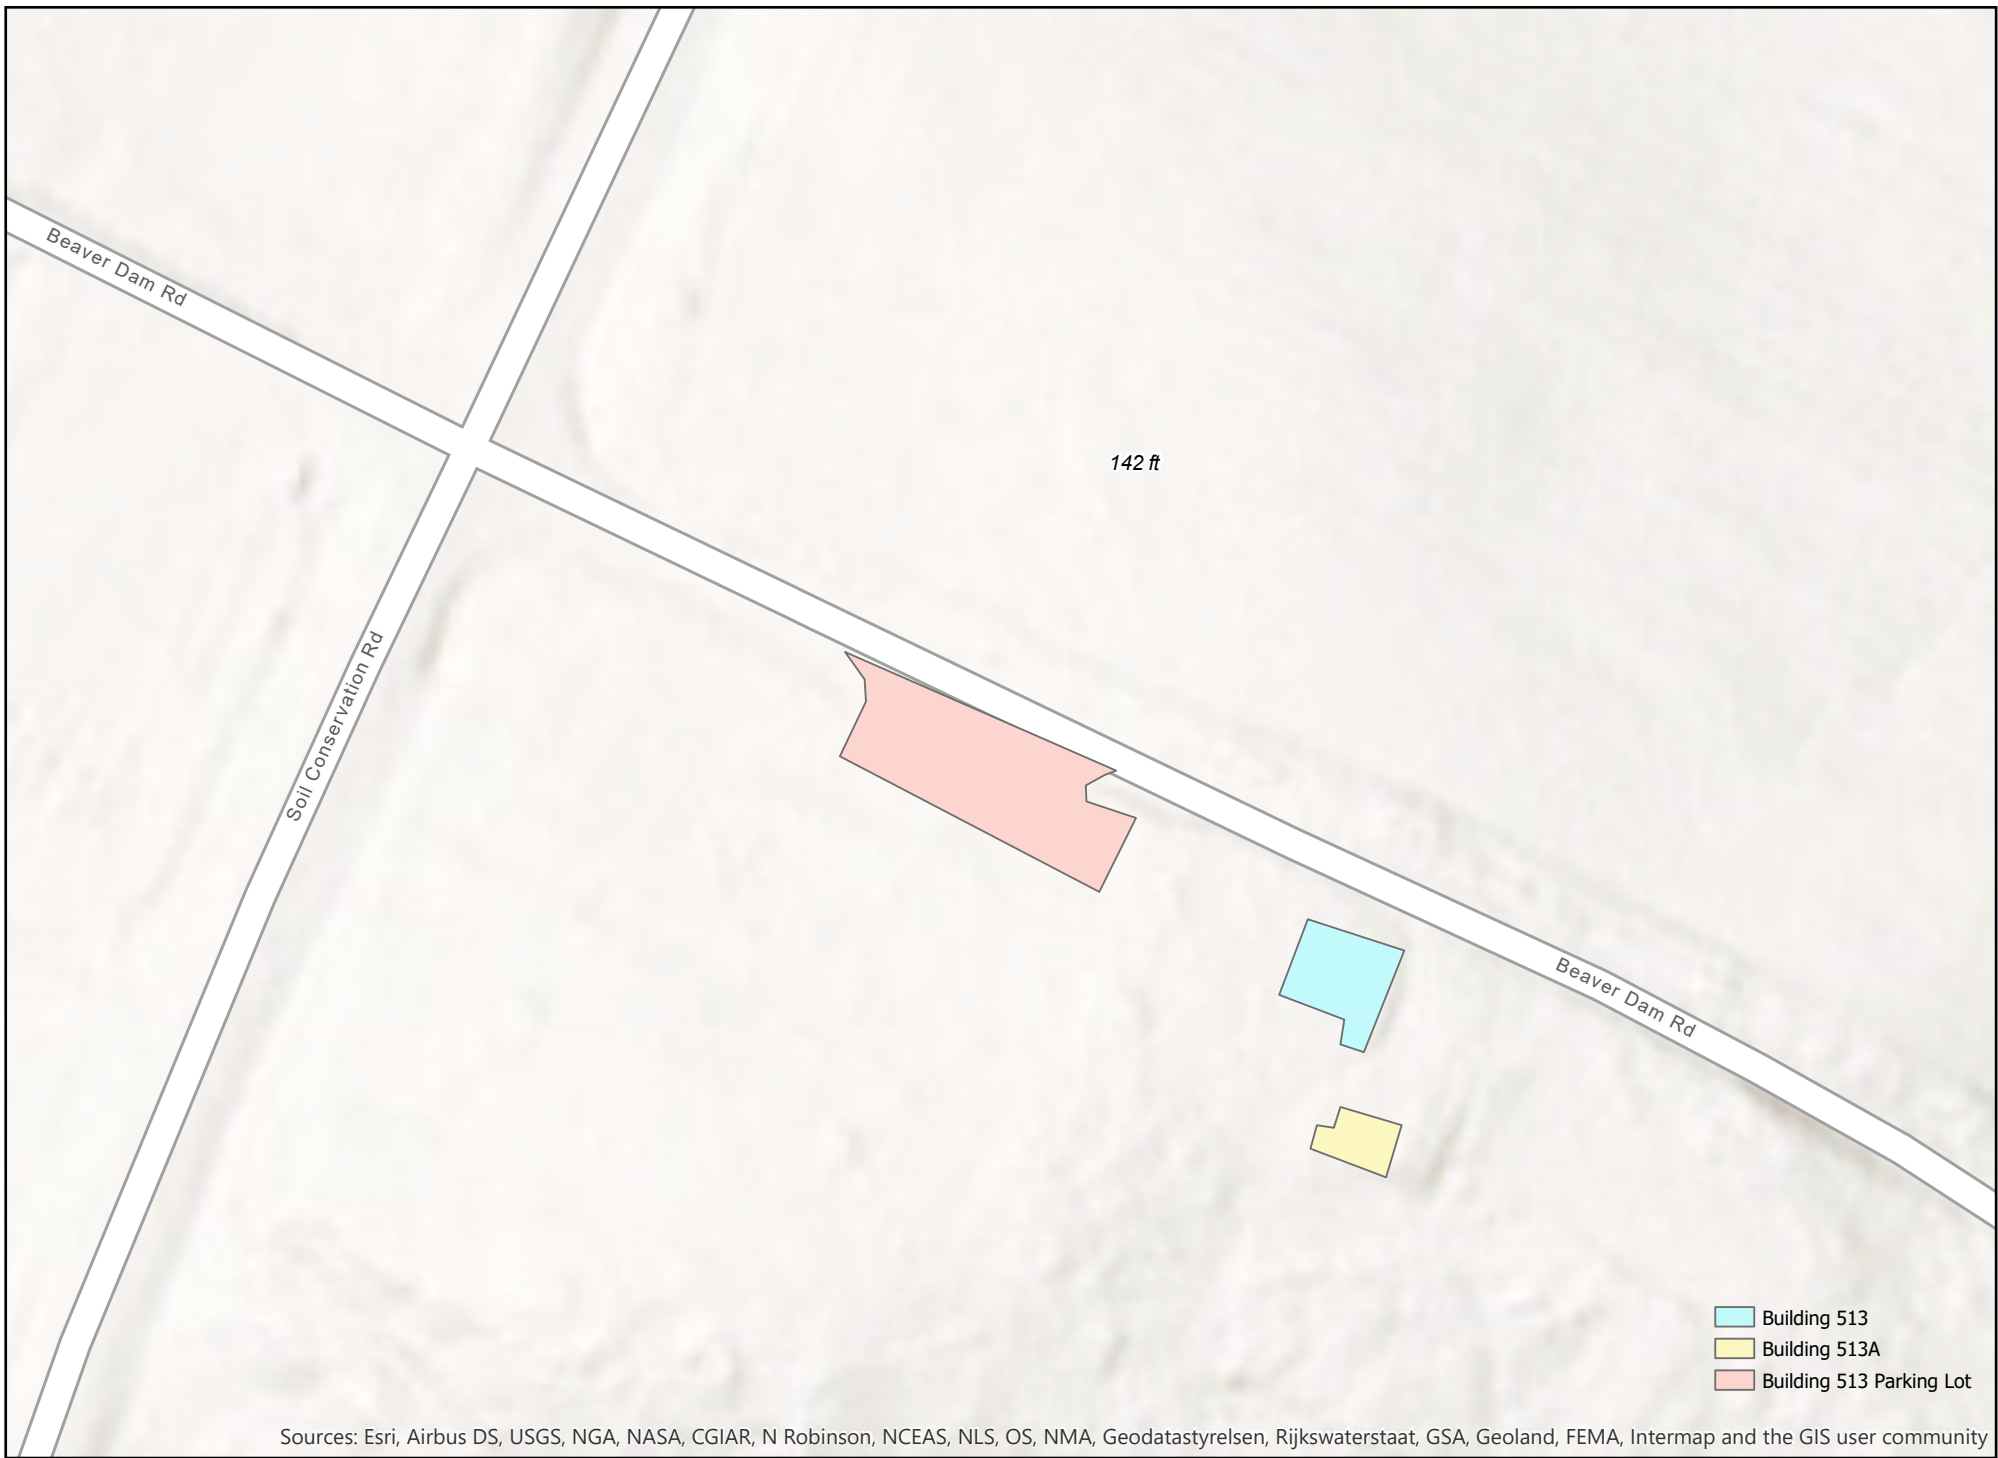 Beaver Dam Rd
142 ft
Soil Conservation Rd
Beaver Dam Rd
Building 513
Building 513A
Building 513 Parking Lot
Sources: Esri, Airbus DS, USGS, NGA, NASA, CGIAR, N Robinson, NCEAS, NLS, OS, NMA, Geodatastyrelsen, Rijkswaterstaat, GSA, Geoland, FEMA, Intermap and the GIS user community